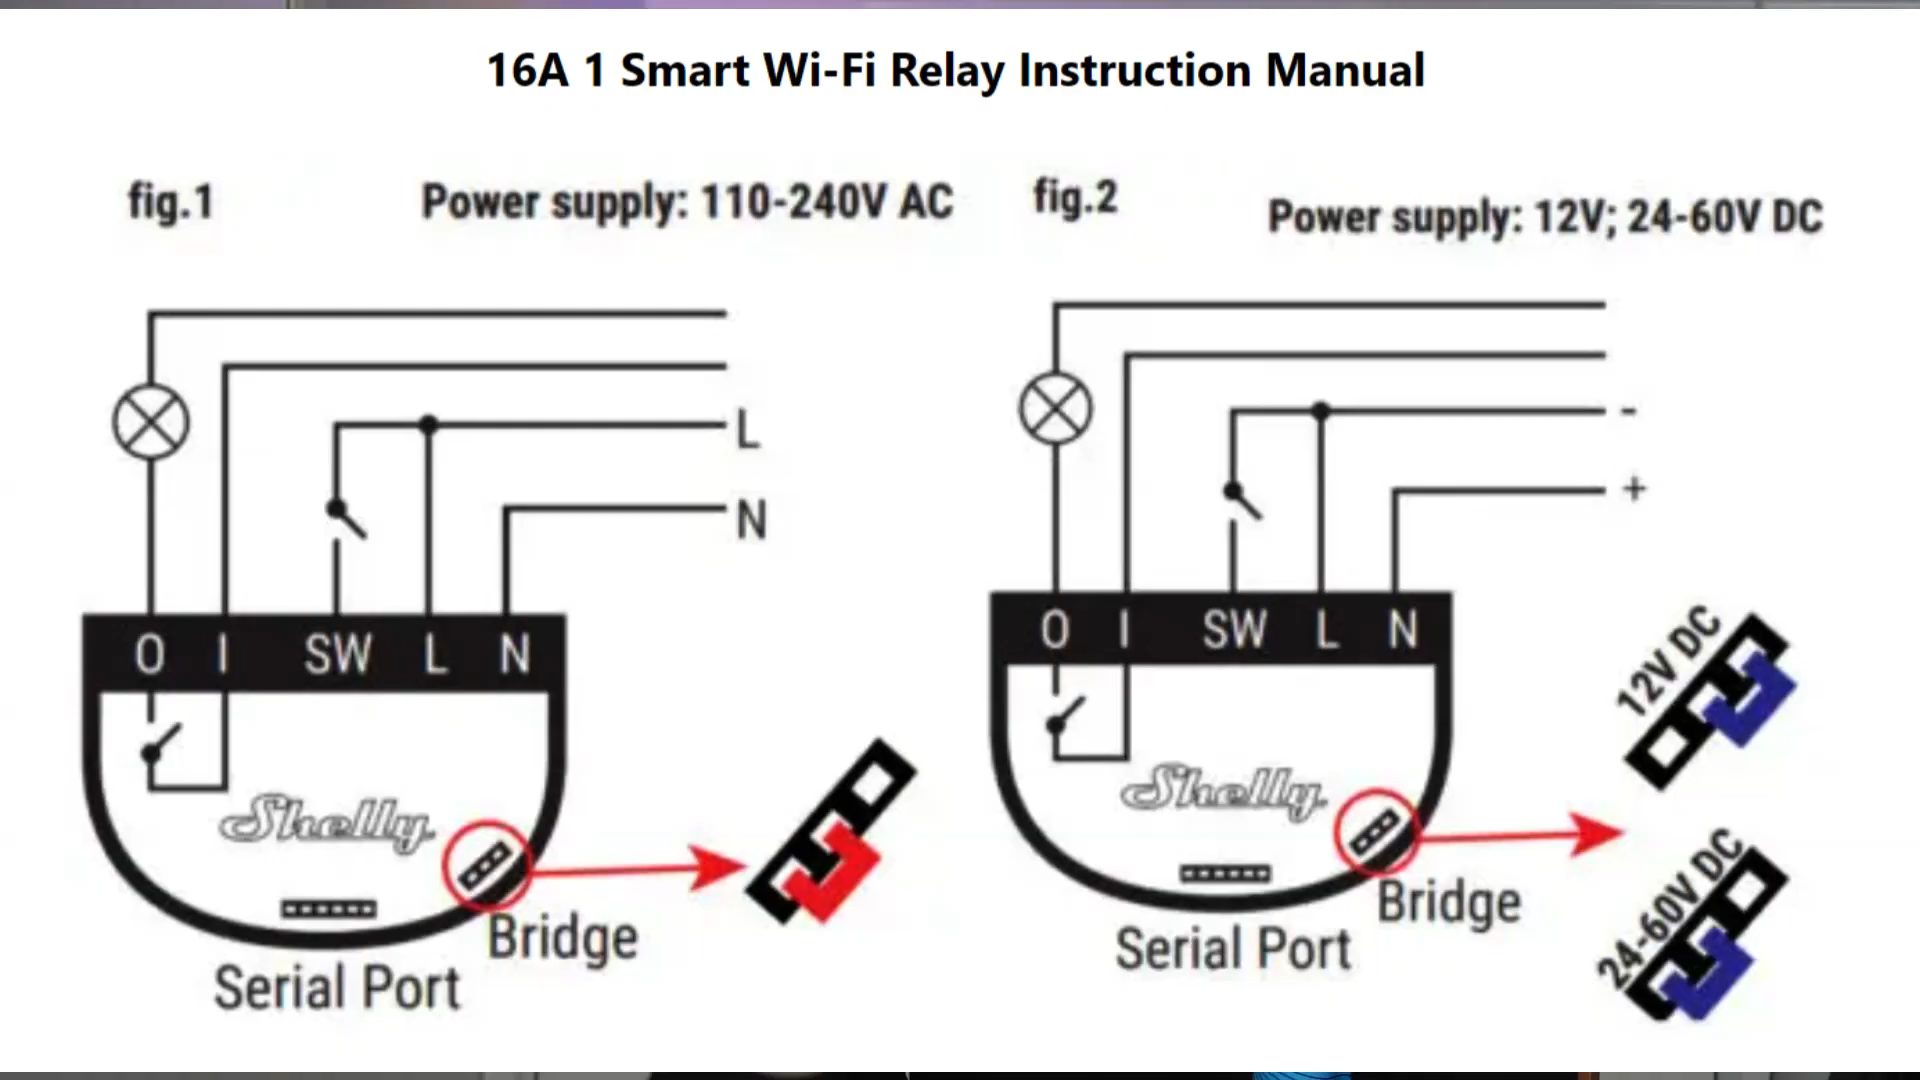 16A 1 Smart Wi-Fi Relay Instruction Manual
fig.1
Power supply: 110-240V AC
L
N
O I SW L N
Shelly
Bridge
Serial Port
fig.2
Power supply: 12V; 24-60V DC
-
+
O I SW L N
Shelly
Bridge
Serial Port
12V DC
24-60V DC